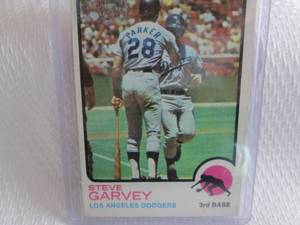 PARKER
28
STEVE
GARVEY
LOS ANGELES DODGERS
3rd BASE